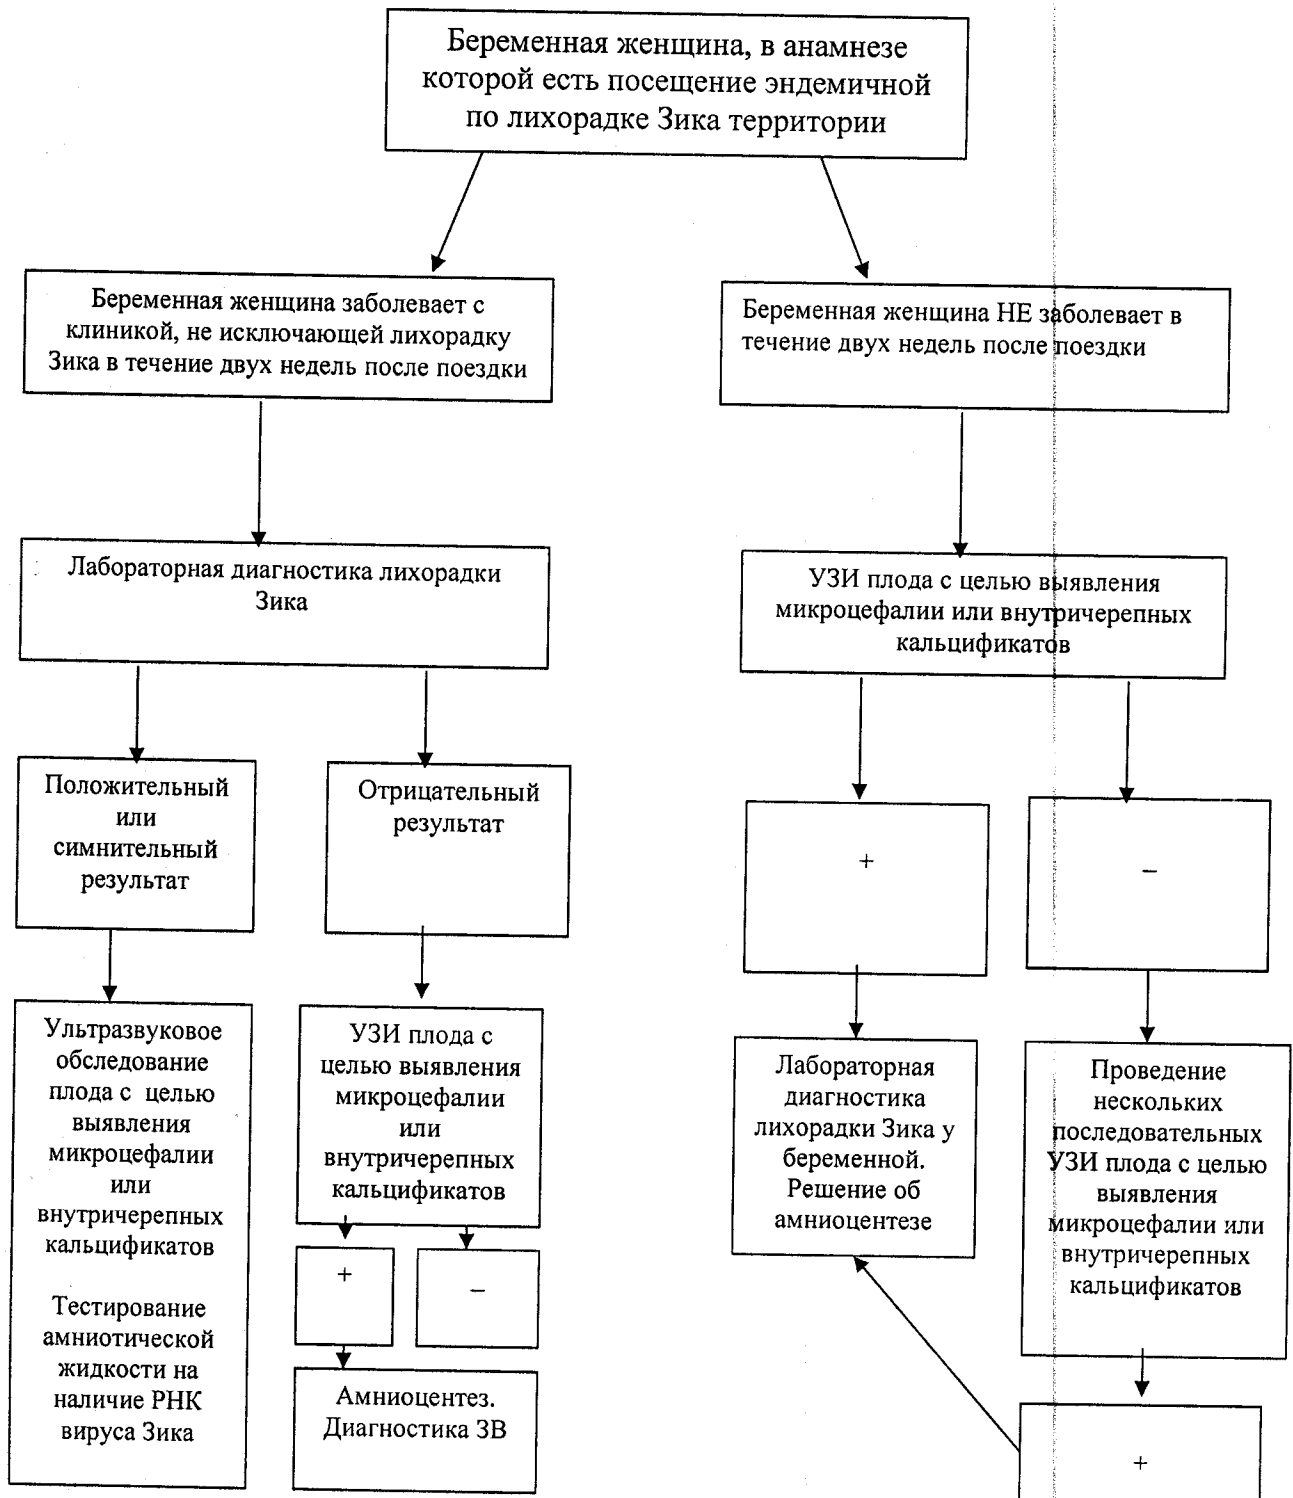 Беременная женщина, в анамнезе
которой есть посещение эндемичной
по лихорадке Зика территории
Беременная женщина заболевает с
клиникой, не исключающей лихорадку
Зика в течение двух недель после поездки
Беременная женщина НЕ заболевает в
течение двух недель после поездки
Лабораторная диагностика лихорадки
Зика
УЗИ плода с целью выявления
микроцефалии или внутричерепных
кальцификатов
Положительный
или
симнительный
результат
Отрицательный
результат
+
–
Ультразвуковое
обследование
плода с целью
выявления
микроцефалии
или
внутричерепных
кальцификатов
Тестирование
амниотической
жидкости на
наличие РНК
вируса Зика
УЗИ плода с
целью выявления
микроцефалии
или
внутричерепных
кальцификатов
+
–
Амниоцентез.
Диагностика ЗВ
Лабораторная
диагностика
лихорадки Зика у
беременной.
Решение об
амниоцентезе
Проведение
нескольких
последовательных
УЗИ плода с целью
выявления
микроцефалии или
внутричерепных
кальцификатов
+